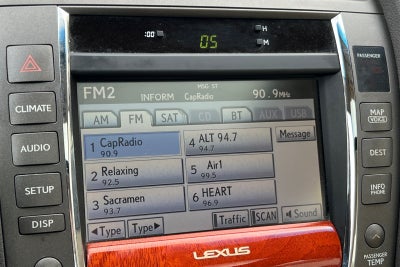 :00
H
05
M
PASSENGER
MSG ST
FM2 INFORM CapRadio 90.9MHz
AM FM SAT CD BT AUX USB
1 CapRadio 90.9
4 ALT 94.7 94.7
Message
2 Relaxing 92.5
5 Air1 99.5
3 Sacramen 93.7
6 HEART 96.9
◄Type Type► Traffic SCAN Sound
CLIMATE
AUDIO
SETUP
DISP
MAP
VOICE
DEST
INFO
PHONE
PASSENGER
TEMP
LEXUS